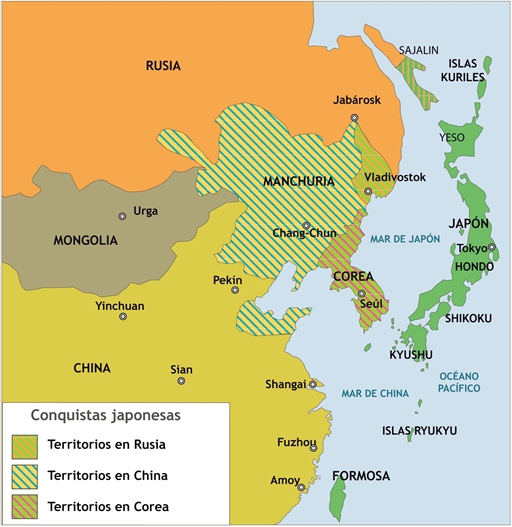 RUSIA
SAJALIN
ISLAS
KURILES
Jabárosk
YESO
MANCHURIA
Vladivostok
Urga
MONGOLIA
Chang-Chun
MAR DE JAPÓN
JAPÓN
Tokyo
HONDO
Pekín
COREA
Seúl
Yinchuan
SHIKOKU
KYUSHU
CHINA
Sian
Shangai
MAR DE CHINA
OCÉANO
PACÍFICO
Conquistas japonesas
Territorios en Rusia
Territorios en China
Territorios en Corea
ISLAS RYUKYU
Fuzhou
Amoy
FORMOSA